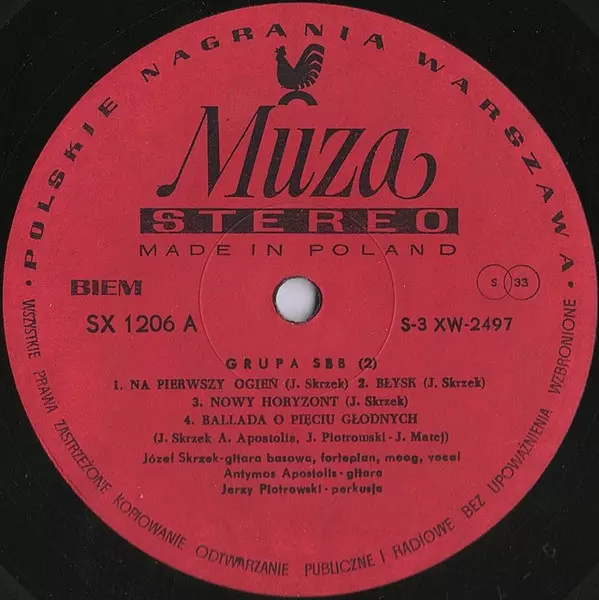 • POLSKIE NAGRANIA WARSZAWA •
Muza
STEREO
MADE IN POLAND
BIEM
S 33
SX 1206 A
S-3 XW-2497
GRUPA SBB (2)
1. NA PIERWSZY OGIEŃ (J. Skrzek) 2. BŁYSK (J. Skrzek)
3. NOWY HORYZONT (J. Skrzek)
4. BALLADA O PIĘCIU GŁODNYCH
(J. Skrzek A. Apostolis, J. Piotrowski - J. Matej)
Józef Skrzek-gitara basowa, fortepian, moog, vocal
Antymos Apostolis - gitara
Jerzy Piotrowski - perkusja
WSZYSTKIE PRAWA ZASTRZEŻONE KOPIOWANIE ODTWARZANIE PUBLICZNE I RADIOWE BEZ UPOWAŻNIENIA WZBRONIONE